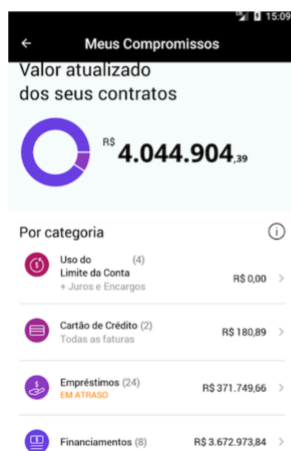 15:09
Meus Compromissos
Valor atualizado
dos seus contratos
R$ 4.044.904,39
Por categoria
Uso do (4)
Limite da Conta
+ Juros e Encargos
R$ 0,00
Cartão de Crédito (2)
Todas as faturas
R$ 180,89
Empréstimos (24)
EM ATRASO
R$ 371.749,66
Financiamentos (8)
R$ 3.672.973,84